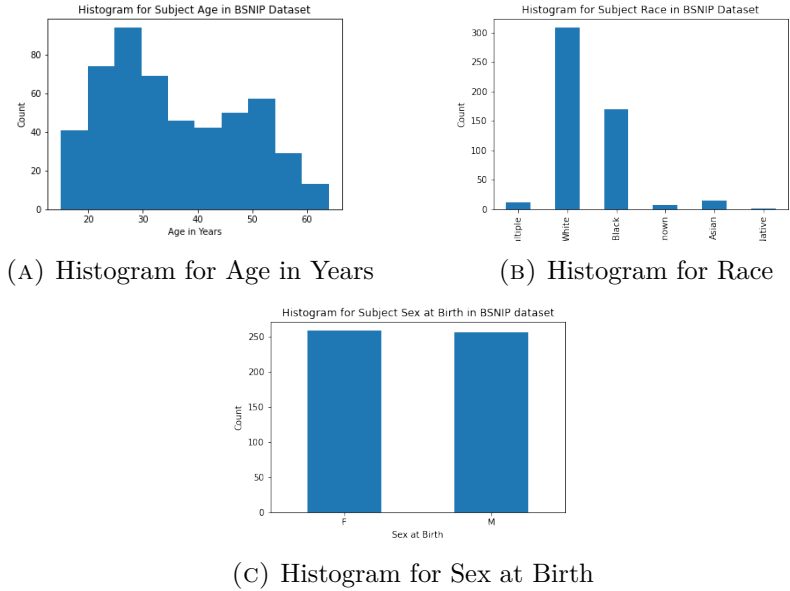 Histogram for Subject Age in BSNIP Dataset
Count
0
20
40
60
80
20
30
40
50
60
Age in Years
(A) Histogram for Age in Years
Histogram for Subject Race in BSNIP Dataset
Count
0
50
100
150
200
250
300
ltiple
White
Black
nown
Asian
lative
(B) Histogram for Race
Histogram for Subject Sex at Birth in BSNIP dataset
Count
0
50
100
150
200
250
F
M
Sex at Birth
(C) Histogram for Sex at Birth